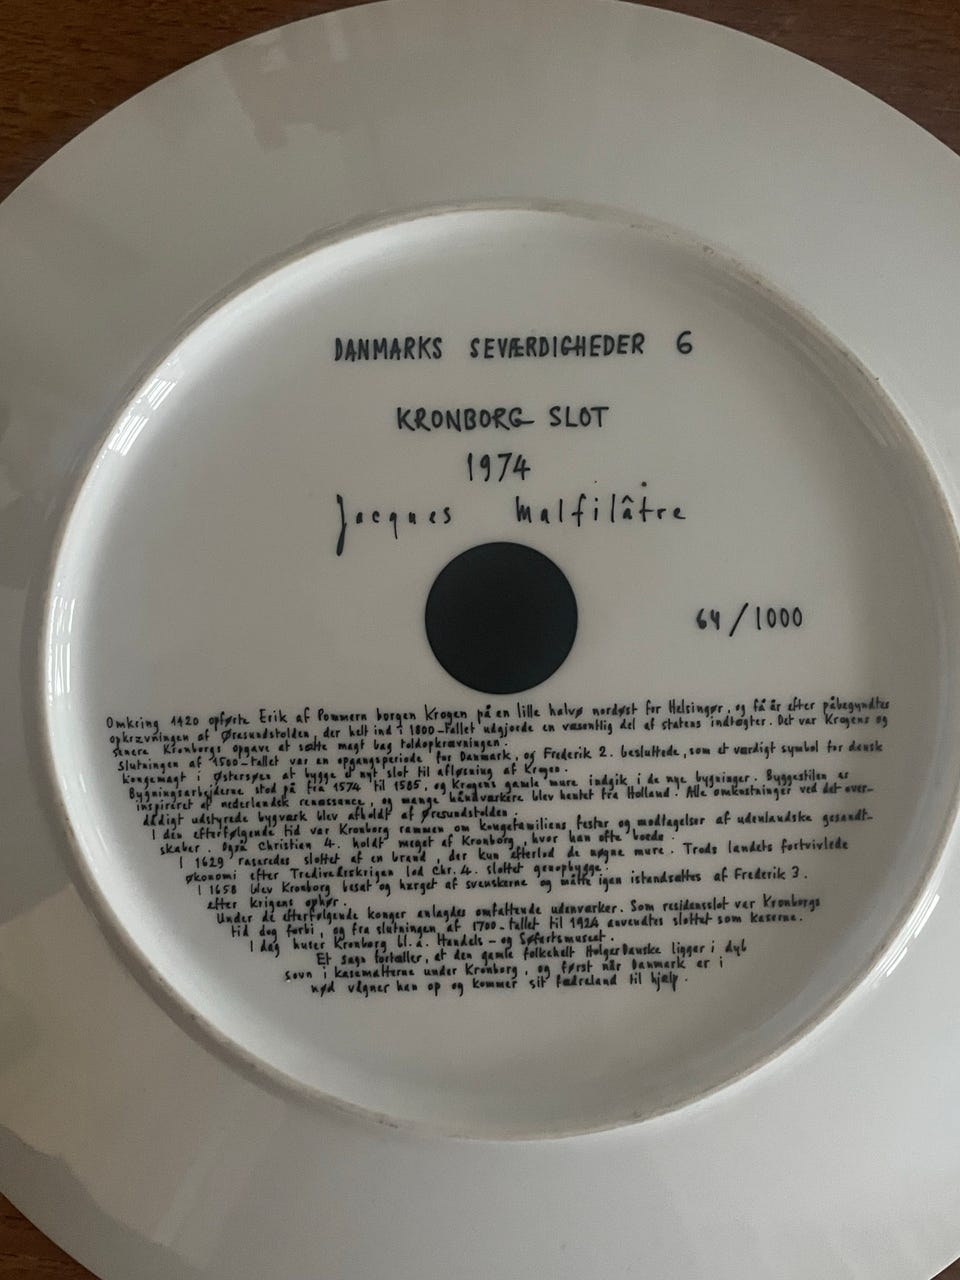 DANMARKS SEVÆRDIGHEDER 6
KRONBORG SLOT
1974
Jacques Malfilâtre
64/1000
Omkring 1420 opførte Erik af Pommern borgen Krogen på en lille halvø nordøst for Helsingør, og få år efter påbegyndtes
opkrævningen af Øresundstolden, der helt ind i 1800-tallet udgjorde en væsentlig del af statens indtægter. Det var Krogens og
senere Kronborgs opgave at sætte magt bag toldopkrævningen.
Slutningen af 1500-tallet var en opgangsperiode for Danmark, og Frederik 2. besluttede, som et værdigt symbol for dansk
kongemagt i Østersøen at bygge et nyt slot til afløsning af Krogen.
Bygningsarbejderne stod på fra 1574 til 1585, og Krogens gamle mure indgik i de nye bygninger. Byggestilen er
inspireret af nederlandsk renæssance, og mange håndværkere blev hentet fra Holland. Alle omkostninger ved det over-
dådigt udstyrede bygværk blev afholdt af Øresundstolden.
I den efterfølgende tid var Kronborg rammen om kongefamiliens fester og modtagelser af udenlandske gesandt-
skaber. Også Christian 4. holdt meget af Kronborg, hvor han ofte boede.
I 1629 raseredes slottet af en brand, der kun efterlod de nøgne mure. Trods landets fortvivlede
økonomi efter Trediveårskrigen lod Chr. 4. slottet genopbygge.
I 1658 blev Kronborg besat og hærget af svenskerne og måtte igen istandsættes af Frederik 3.
efter krigens ophør.
Under de efterfølgende konger anlagdes omfattende udenværker. Som residensslot var Kronborgs
tid dog forbi, og fra slutningen af 1700-tallet til 1924 anvendtes slottet som kaserne.
I dag huser Kronborg bl.a. Handels- og Søfartsmuseet.
Et sagn fortæller, at den gamle folkehelt Holger Danske ligger i dyb
søvn i kasematterne under Kronborg, og først når Danmark er i
nød vågner han op og kommer sit fædreland til hjælp.